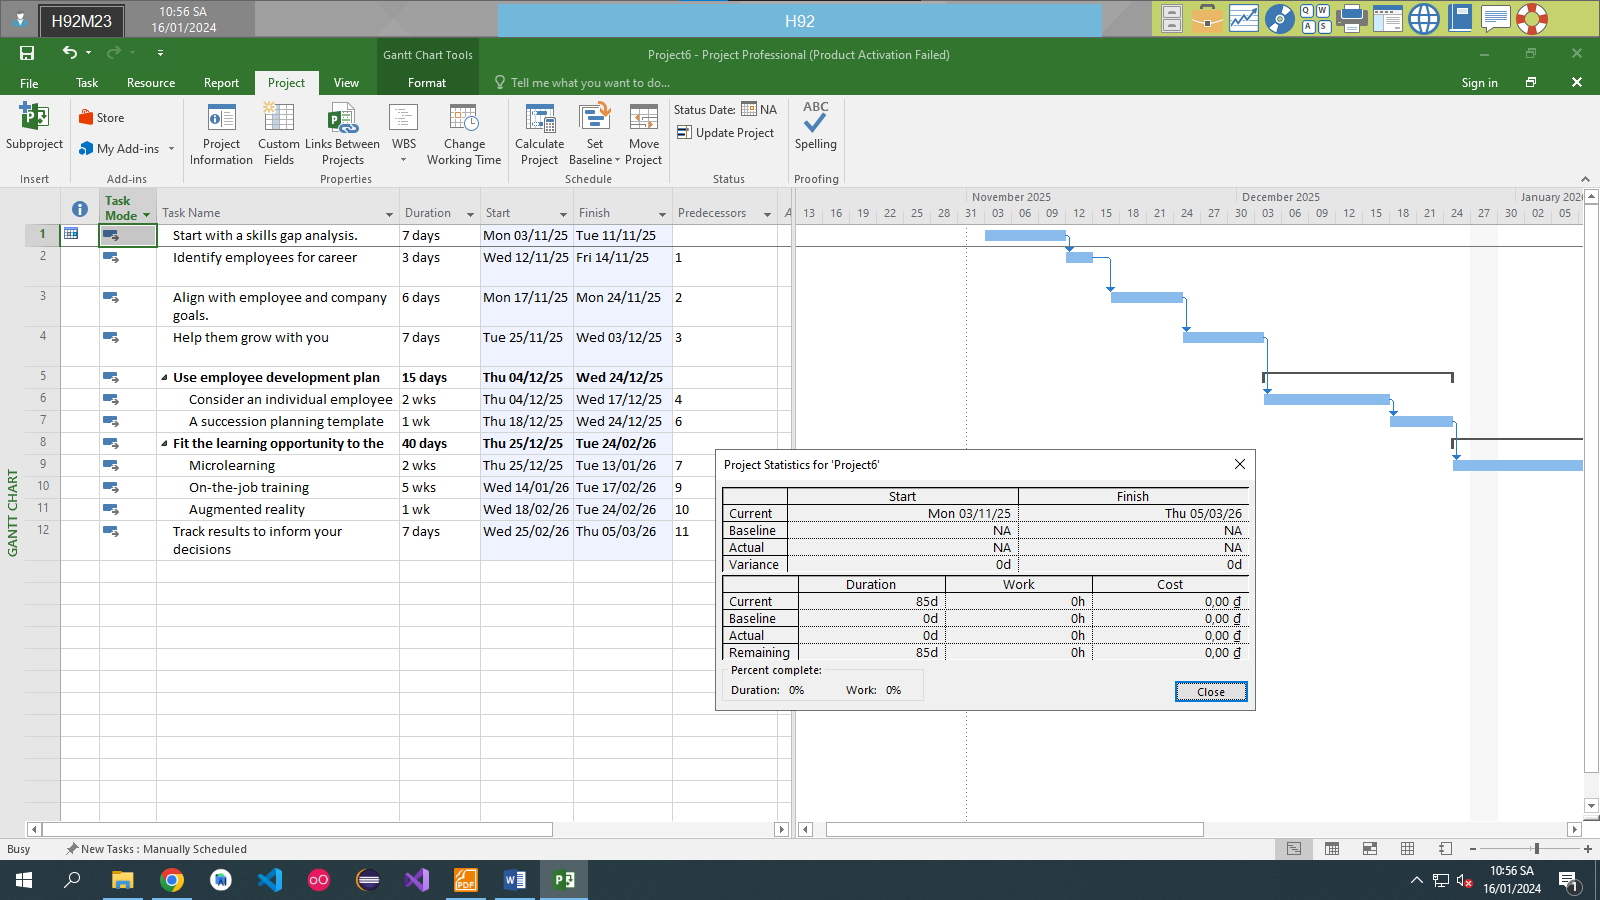 H92M23
10:56 SA
16/01/2024
H92
Q W
A S
Gantt Chart Tools
Project6 - Project Professional (Product Activation Failed)
File
Task
Resource
Report
Project
View
Format
Tell me what you want to do...
Sign in
Subproject
Store
My Add-ins
Project Information
Custom Fields
Links Between Projects
WBS
Change Working Time
Calculate Project
Set Baseline
Move Project
Status Date: NA
Update Project
ABC
Spelling
Insert
Add-ins
Properties
Schedule
Status
Proofing
Task Mode
Task Name
Duration
Start
Finish
Predecessors
A
1 Start with a skills gap analysis. 7 days Mon 03/11/25 Tue 11/11/25
2 Identify employees for career 3 days Wed 12/11/25 Fri 14/11/25 1
3 Align with employee and company goals. 6 days Mon 17/11/25 Mon 24/11/25 2
4 Help them grow with you 7 days Tue 25/11/25 Wed 03/12/25 3
5 Use employee development plan 15 days Thu 04/12/25 Wed 24/12/25
6 Consider an individual employee 2 wks Thu 04/12/25 Wed 17/12/25 4
7 A succession planning template 1 wk Thu 18/12/25 Wed 24/12/25 6
8 Fit the learning opportunity to the 40 days Thu 25/12/25 Tue 24/02/26
9 Microlearning 2 wks Thu 25/12/25 Tue 13/01/26 7
10 On-the-job training 5 wks Wed 14/01/26 Tue 17/02/26 9
11 Augmented reality 1 wk Wed 18/02/26 Tue 24/02/26 10
12 Track results to inform your decisions 7 days Wed 25/02/26 Thu 05/03/26 11
GANTT CHART
November 2025 December 2025 January 2026
13 16 19 22 25 28 31 03 06 09 12 15 18 21 24 27 30 03 06 09 12 15 18 21 24 27 30 02 05
Project Statistics for 'Project6'
Start Finish
Current Mon 03/11/25 Thu 05/03/26
Baseline NA NA
Actual NA NA
Variance 0d 0d
Duration Work Cost
Current 85d 0h 0,00 ₫
Baseline 0d 0h 0,00 ₫
Actual 0d 0h 0,00 ₫
Remaining 85d 0h 0,00 ₫
Percent complete:
Duration: 0% Work: 0%
Close
Busy
New Tasks : Manually Scheduled
PDF
10:56 SA
16/01/2024
1